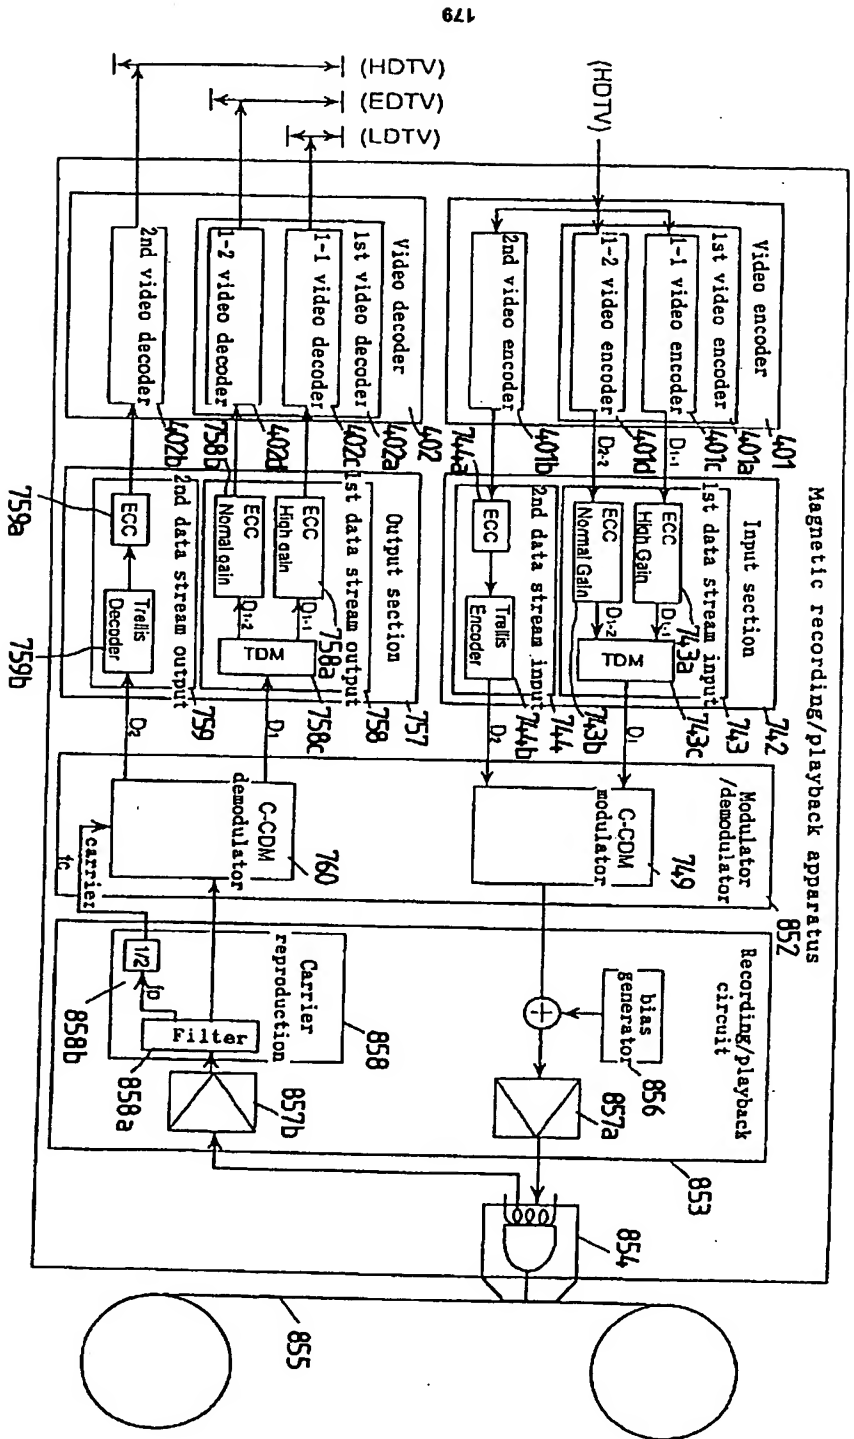 179
Magnetic recording/playback apparatus
(HDTV)
Video encoder
401
1st video encoder
401a
1-1 video encoder
401c
1-2 video encoder
401d
2nd video encoder
401b
D1-1
D2-2
Input section
742
1st data stream input
743
ECC
High Gain
743a
ECC
Normal Gain
743b
D1-1
D1-2
TDM
743c
2nd data stream input
744
744a
ECC
Trellis
Encoder
744b
D1
D2
Modulator
/demodulator
852
C-CDM
modulator
749
Recording/playback
circuit
853
bias
generator
856
857a
854
855
(HDTV)
(EDTV)
(LDTV)
Video decoder
402
1st video decoder
402a
1-1 video decoder
402c
1-2 video decoder
402d
2nd video decoder
402b
Output section
757
1st data stream output
758
ECC
High gain
758a
758b
ECC
Normal gain
D1-1
D1-2
TDM
758c
2nd data stream output
759
ECC
759a
Trellis
Decoder
759b
D1
D2
C-CDM
demodulator
760
carrier
fc
Carrier
reproduction
858
1/2
858b
fp
Filter
858a
857b